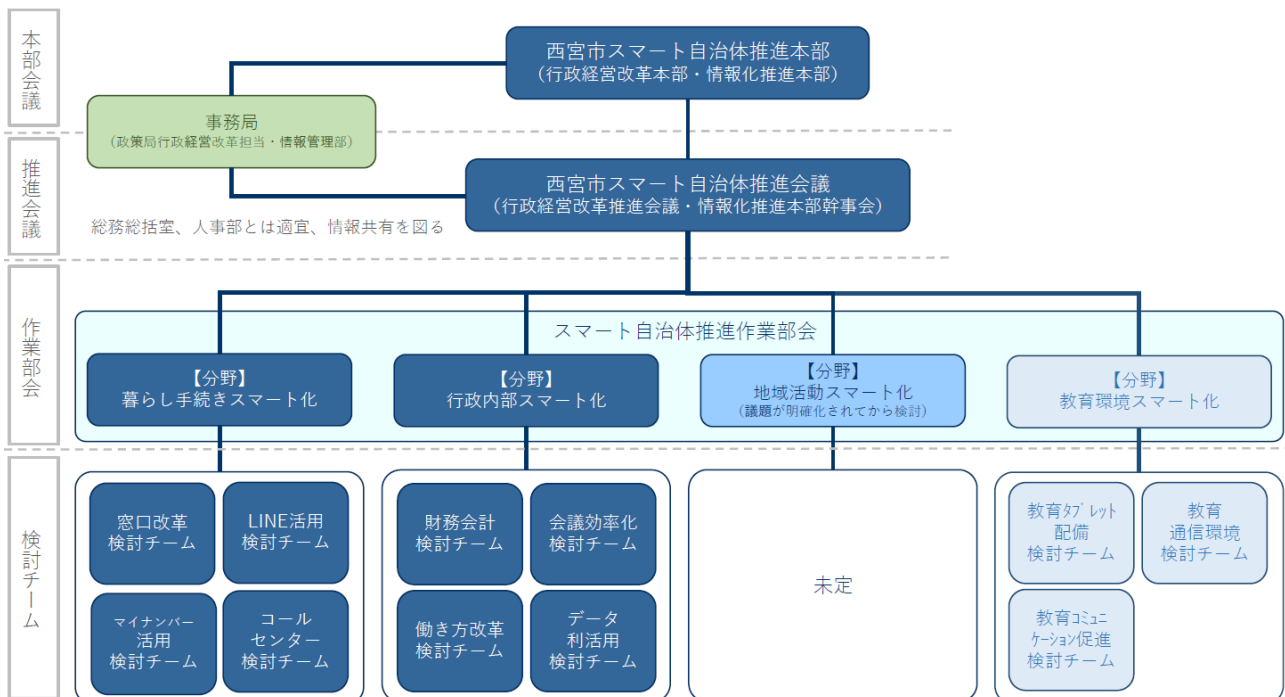 本部会議
西宮市スマート自治体推進本部
（行政経営改革本部・情報化推進本部）
事務局
（政策局行政経営改革担当・情報管理部）
推進会議
西宮市スマート自治体推進会議
（行政経営改革推進会議・情報化推進本部幹事会）
総務総括室、人事部とは適宜、情報共有を図る
作業部会
スマート自治体推進作業部会
【分野】
暮らし手続きスマート化
【分野】
行政内部スマート化
【分野】
地域活動スマート化
（議題が明確化されてから検討）
【分野】
教育環境スマート化
検討チーム
窓口改革
検討チーム
LINE活用
検討チーム
マイナンバー
活用
検討チーム
コール
センター
検討チーム
財務会計
検討チーム
会議効率化
検討チーム
働き方改革
検討チーム
データ
利活用
検討チーム
未定
教育ﾀﾌﾞﾚｯﾄ
配備
検討チーム
教育
通信環境
検討チーム
教育ｺﾐｭﾆ
ｹｰｼｮﾝ促進
検討チーム